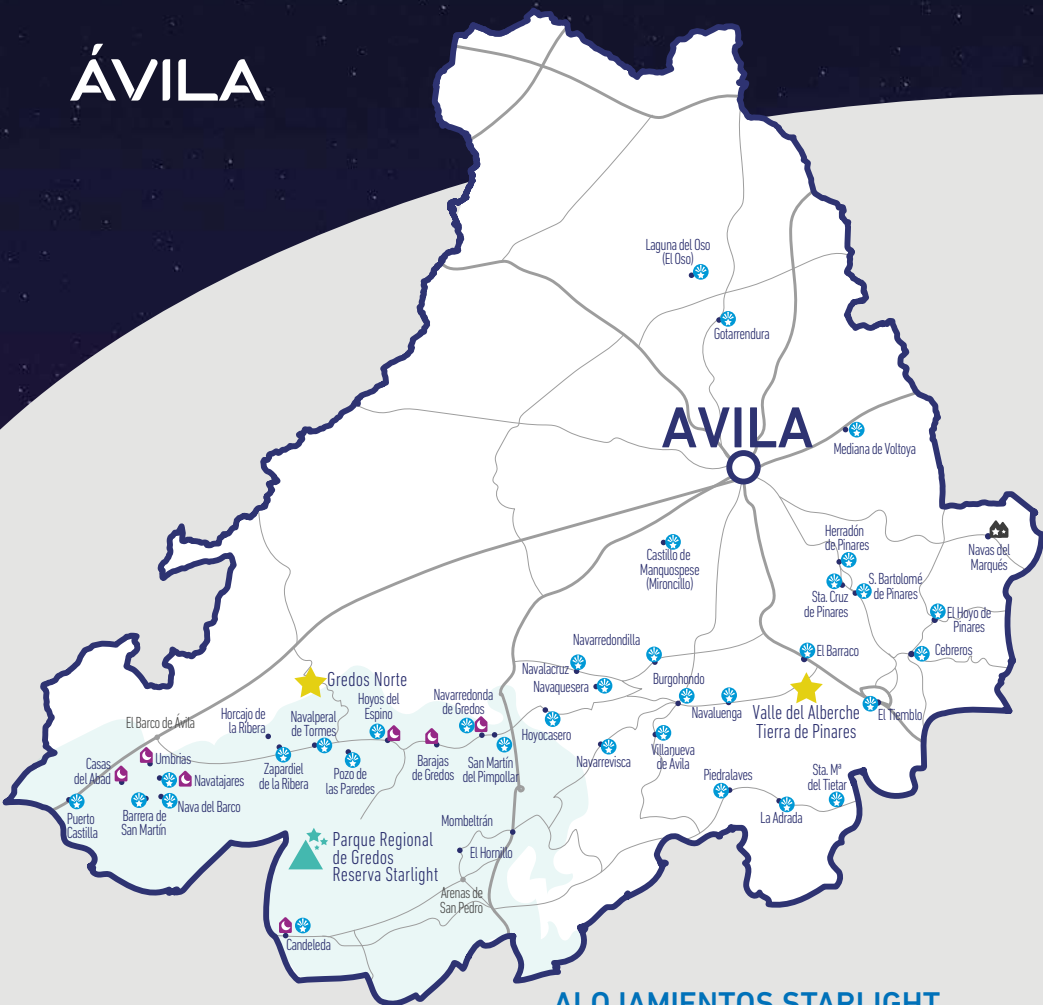 ÁVILA
Laguna del Oso
(El Oso)
Gotarrendura
AVILA
Mediana de Voltoya
Herradón
de Pinares
Navas del
Marqués
Castillo de
Manquospese
(Mironcillo)
S. Bartolomé
de Pinares
Sta. Cruz
de Pinares
El Hoyo de
Pinares
Navarredondilla
El Barraco
Cebreros
Navalacruz
Navaquesera
Burgohondo
Gredos Norte
Hoyos del
Espino
Navarredonda
de Gredos
Horcajo de
la Ribera
Navalperal
de Tormes
El Barco de Ávila
Hoyocasero
Navaluenga
Valle del Alberche
Tierra de Pinares
El Tiemblo
Casas
del Abad
Umbrias
Navatajares
Zapardiel
de la Ribera
Pozo de
las Paredes
Barajas
de Gredos
San Martín
del Pimpollar
Navarrevisca
Villanueva
de Avila
Piedralaves
Sta. Mª
del Tietar
La Adrada
Puerto
Castilla
Barrera de
San Martín
Nava del Barco
Mombeltrán
Parque Regional
de Gredos
Reserva Starlight
El Hornillo
Arenas de
San Pedro
Candeleda
ALOJAMIENTOS STARLIGHT